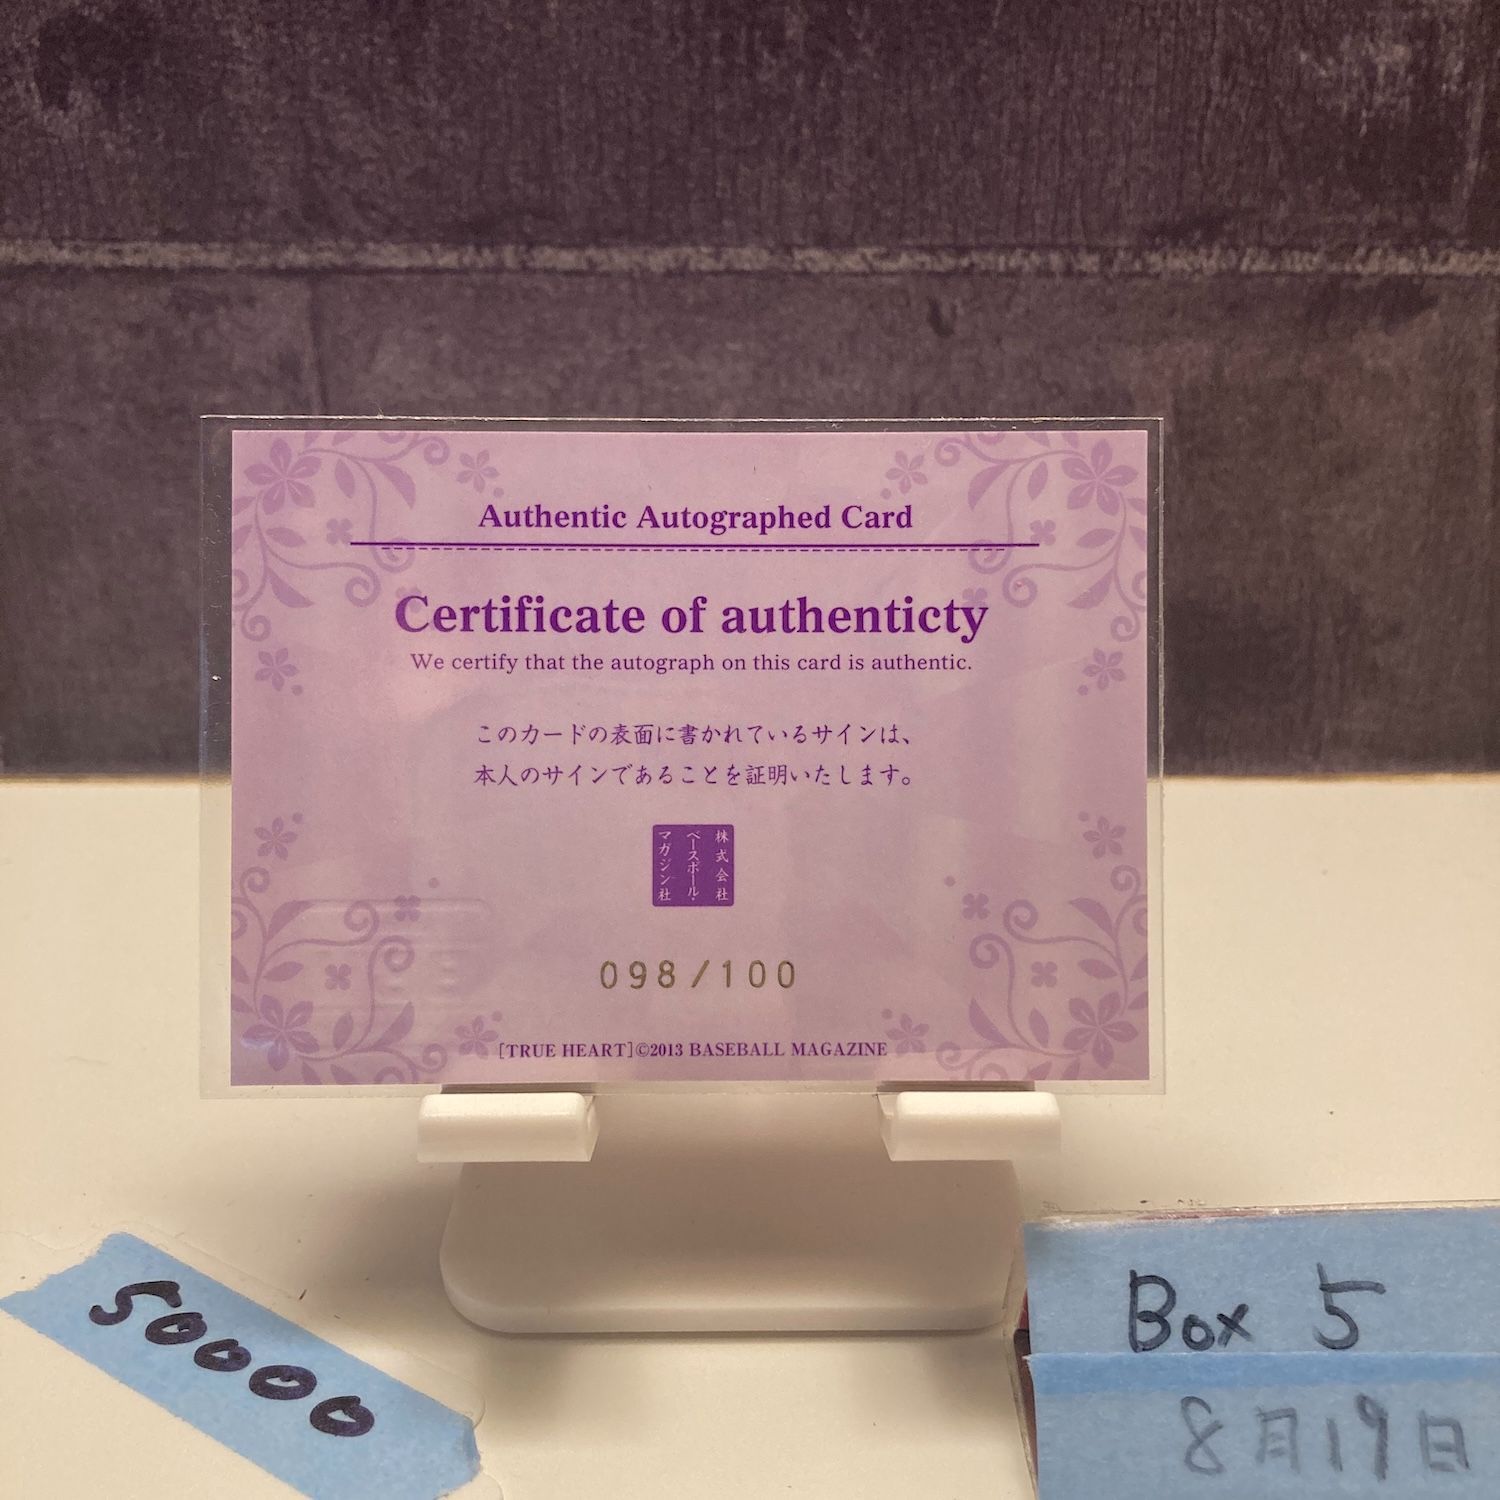 Authentic Autographed Card
Certificate of authenticty
We certify that the autograph on this card is authentic.
このカードの表面に書かれているサインは、
本人のサインであることを証明いたします。
株式会社
ベースボール・
マガジン社
098/100
[TRUE HEART]©2013 BASEBALL MAGAZINE
50000
Box 5
8月19日